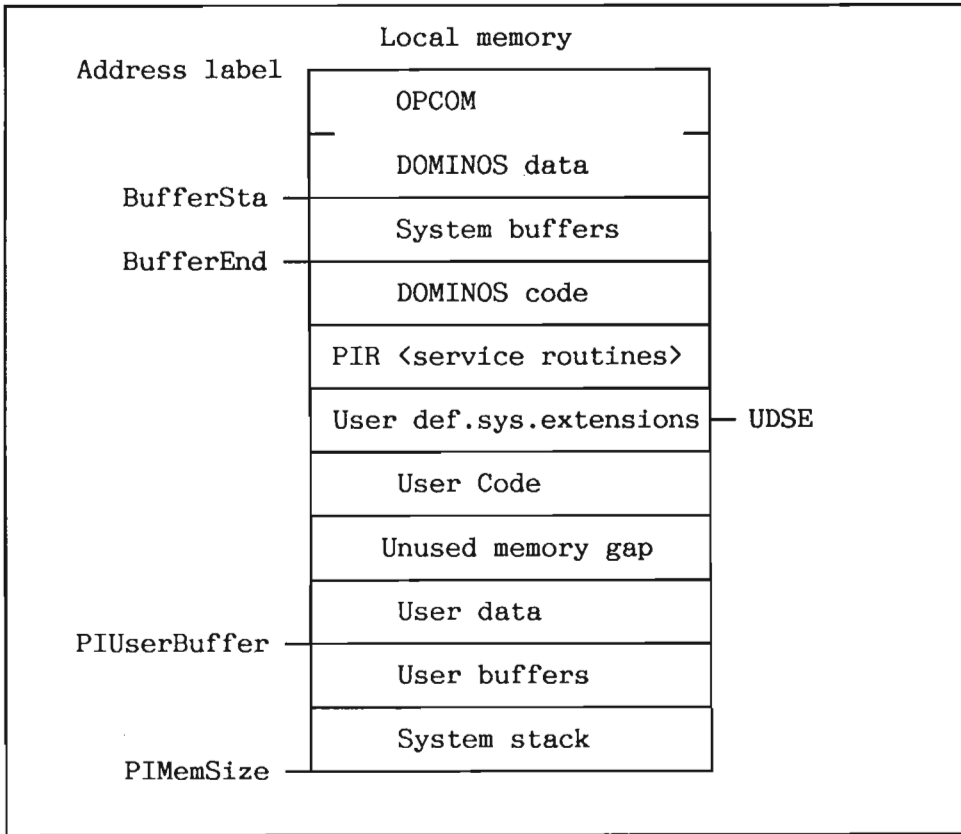 Local memory
Address label
OPCOM
DOMINOS data
BufferSta
System buffers
BufferEnd
DOMINOS code
PIR <service routines>
User def.sys.extensions UDSE
User Code
Unused memory gap
User data
PIUserBuffer
User buffers
System stack
PIMemSize